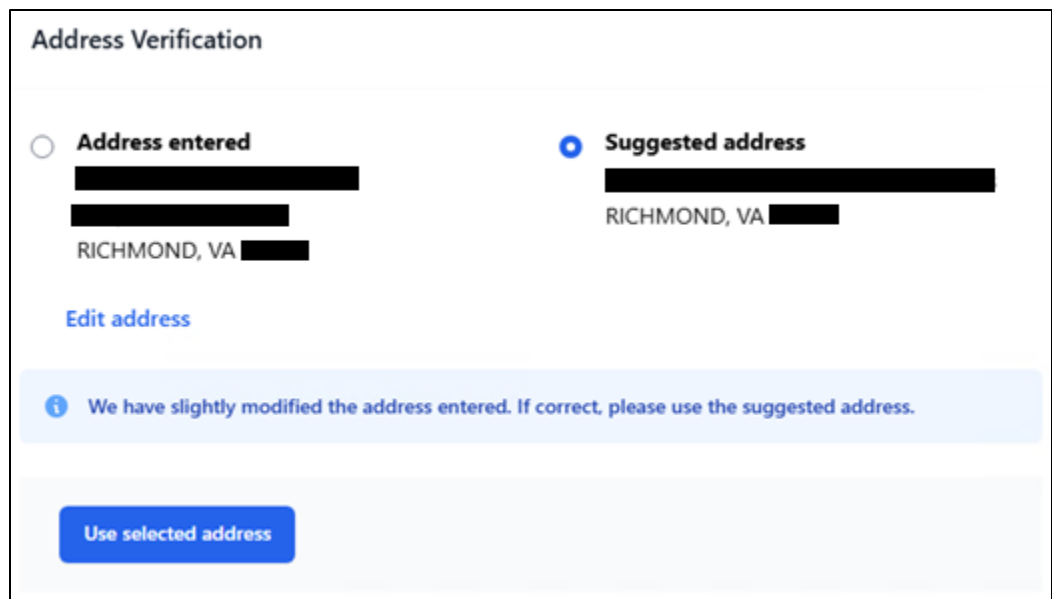 Address Verification
Address entered
RICHMOND, VA
Edit address
Suggested address
RICHMOND, VA
We have slightly modified the address entered. If correct, please use the suggested address.
Use selected address